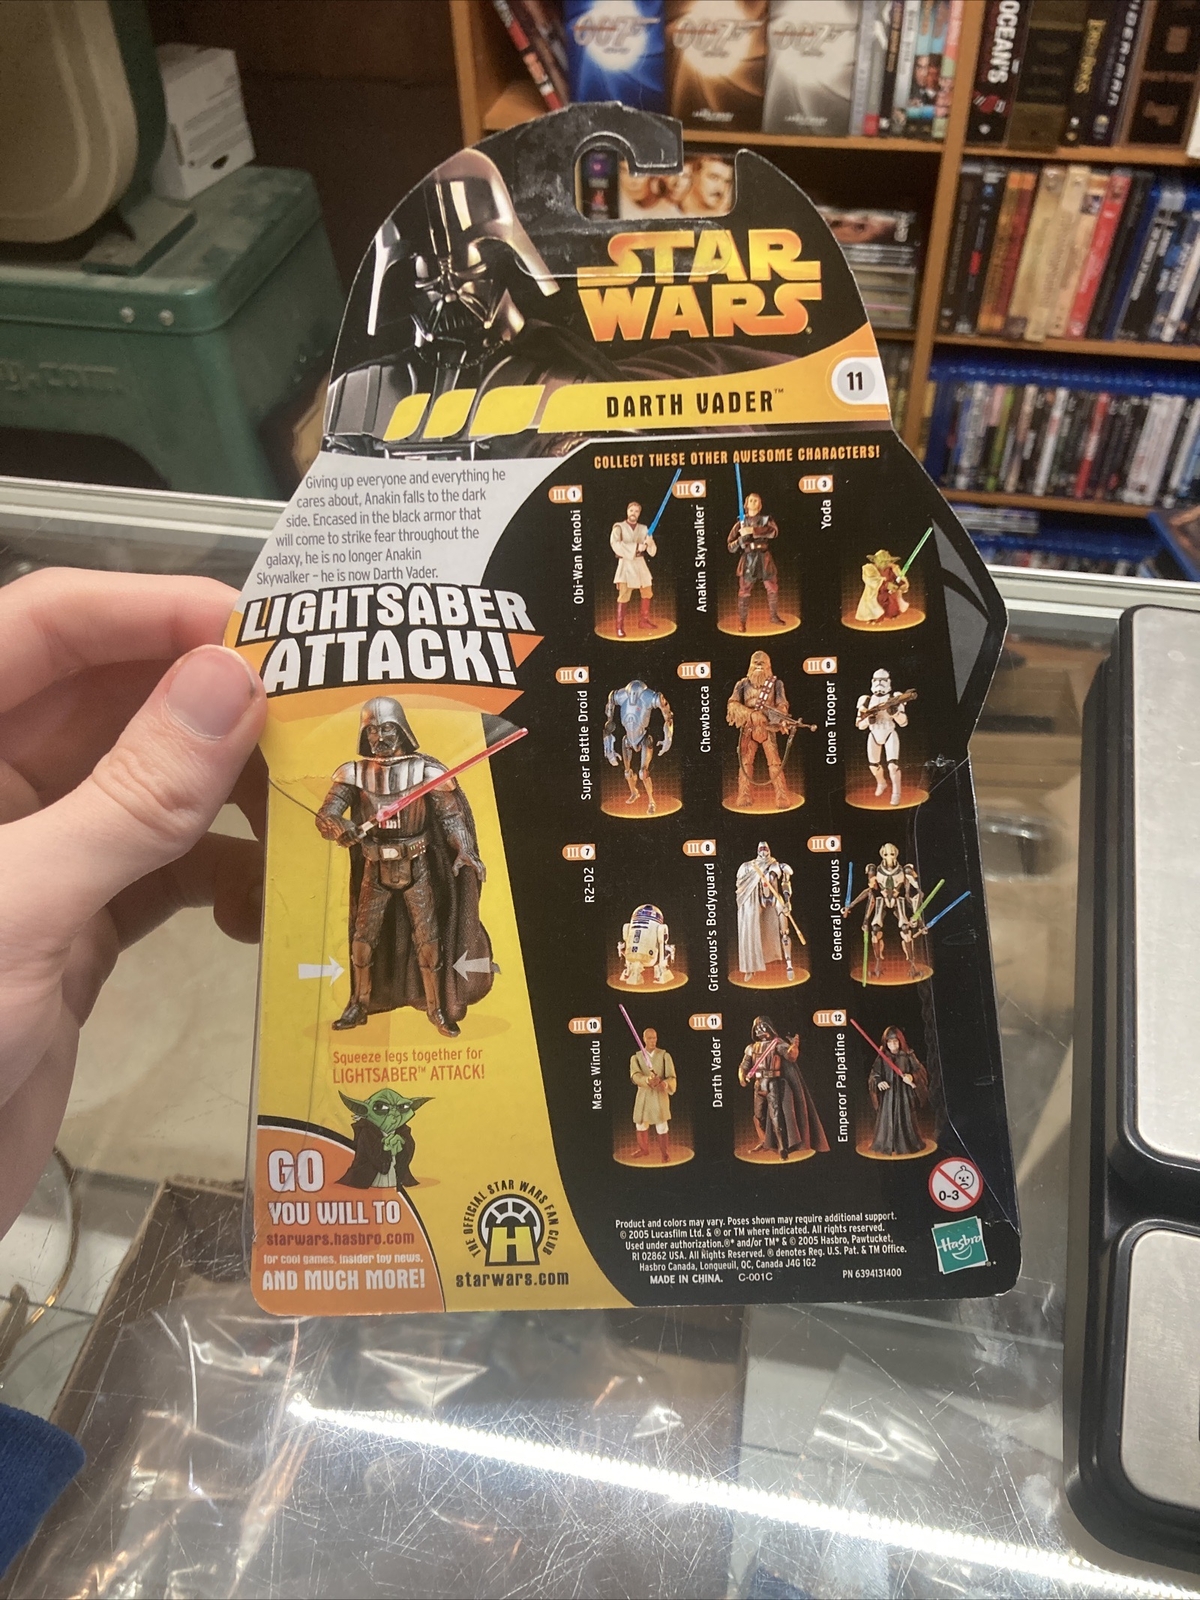 007
007
007
OCEAN'S
SPIDER-MAN
STAR
WARS
11
DARTH VADER™
COLLECT THESE OTHER AWESOME CHARACTERS!
Giving up everyone and everything he
cares about, Anakin falls to the dark
side. Encased in the black armor that
will come to strike fear throughout the
galaxy, he is no longer Anakin
Skywalker – he is now Darth Vader.
LIGHTSABER
ATTACK!
III 1
Obi-Wan Kenobi
III 2
Anakin Skywalker
III 3
Yoda
III 4
Super Battle Droid
III 5
Chewbacca
III 6
Clone Trooper
III 7
R2-D2
III 8
Grievous's Bodyguard
III 9
General Grievous
III 10
Mace Windu
III 11
Darth Vader
III 12
Emperor Palpatine
Squeeze legs together for
LIGHTSABER™ ATTACK!
GO
YOU WILL TO
starwars.hasbro.com
for cool games, insider toy news,
AND MUCH MORE!
THE OFFICIAL STAR WARS FAN CLUB
starwars.com
0-3
Hasbro
Product and colors may vary. Poses shown may require additional support.
© 2005 Lucasfilm Ltd. & ® or TM where indicated. All rights reserved.
Used under authorization.®* and/or TM* & © 2005 Hasbro, Pawtucket,
RI 02862 USA. All Rights Reserved. ® denotes Reg. U.S. Pat. & TM Office.
Hasbro Canada, Longueuil, QC, Canada J4G 1G2
MADE IN CHINA. C-001C PN 6394131400